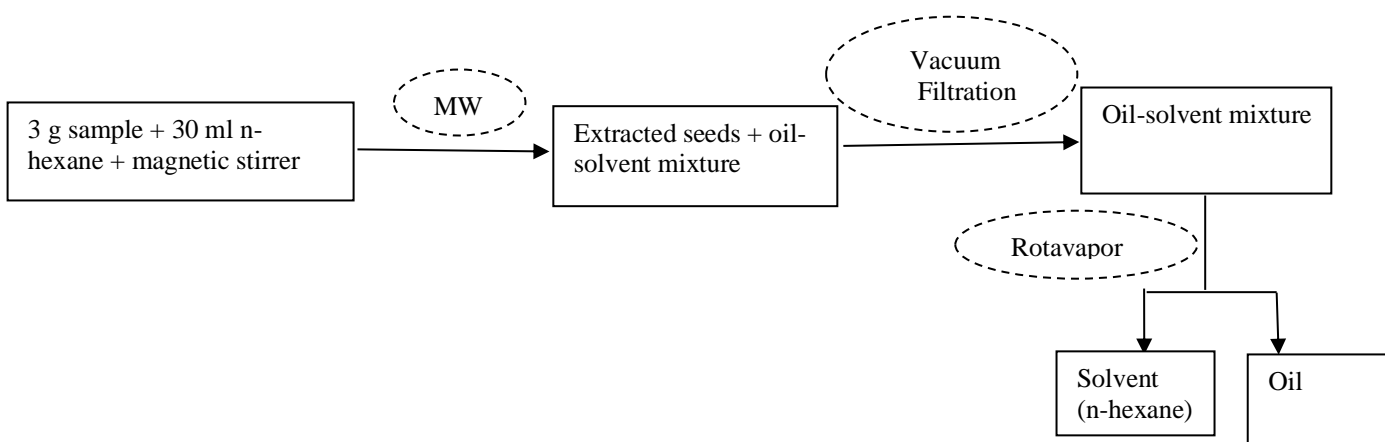 3 g sample + 30 ml n-
hexane + magnetic stirrer
MW
Extracted seeds + oil-
solvent mixture
Vacuum
Filtration
Oil-solvent mixture
Rotavapor
Solvent
(n-hexane)
Oil